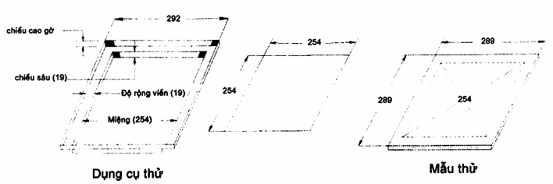 292
chiều cao gờ
chiều sâu (19)
Độ rộng viền (19)
Miệng (254)
Dụng cụ thử
254
254
289
289
254
Mẫu thử